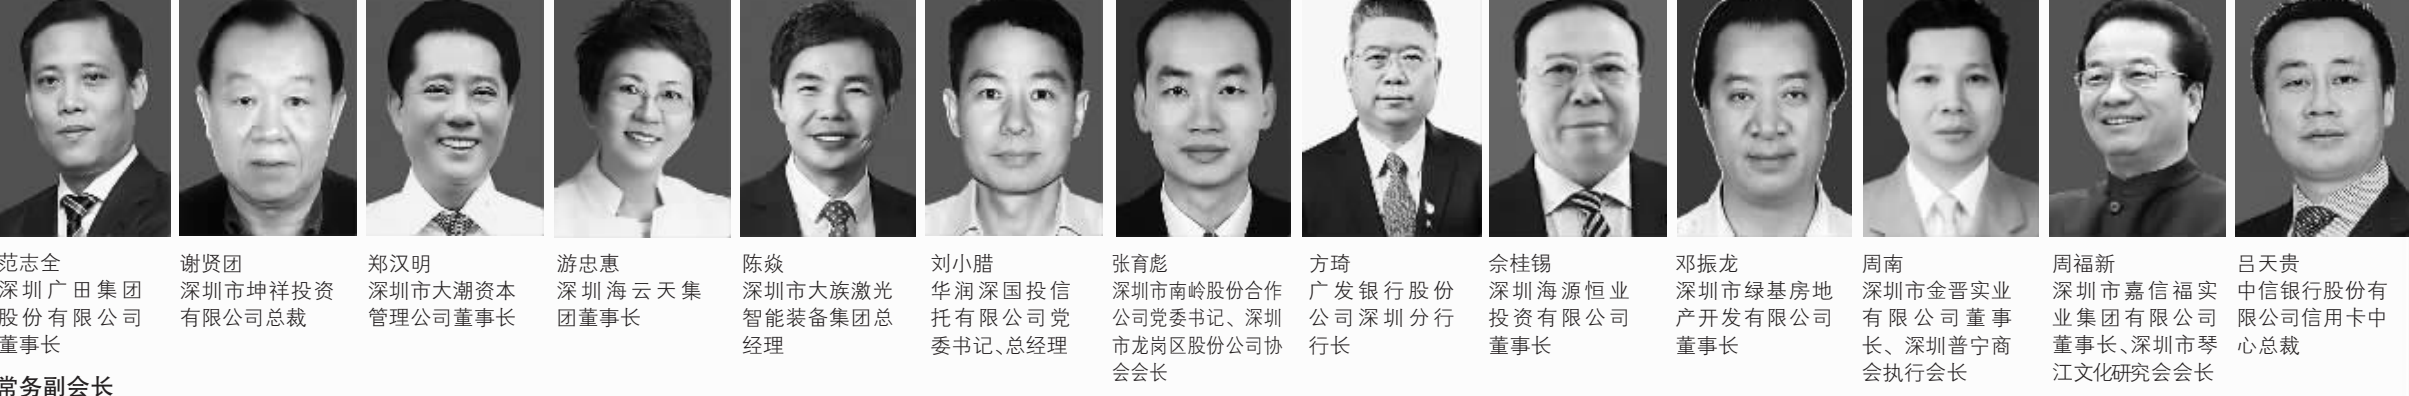 范志全
深圳广田集团
股份有限公司
董事长
谢贤团
深圳市坤祥投资
有限公司总裁
郑汉明
深圳市大潮资本
管理公司董事长
游忠惠
深圳海云天集
团董事长
陈焱
深圳市大族激光
智能装备集团总
经理
刘小腊
华润深国投信
托有限公司党
委书记、总经理
张育彪
深圳市南岭股份合作
公司党委书记、深圳
市龙岗区股份公司协
会会长
方琦
广发银行股份
公司深圳分行
行长
佘桂锡
深圳海源恒业
投资有限公司
董事长
邓振龙
深圳市绿基房地
产开发有限公司
董事长
周南
深圳市金晋实业
有限公司董事
长、深圳普宁商
会执行会长
周福新
深圳市嘉信福实
业集团有限公司
董事长、深圳市琴
江文化研究会会长
吕天贵
中信银行股份有
限公司信用卡中
心总裁
常务副会长